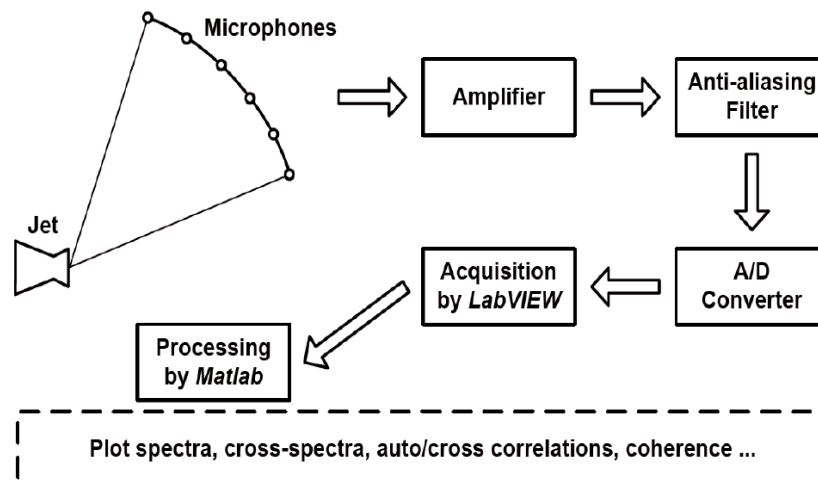 Microphones
Amplifier
Anti-aliasing
Filter
Jet
Acquisition
by LabVIEW
A/D
Converter
Processing
by Matlab
Plot spectra, cross-spectra, auto/cross correlations, coherence ...